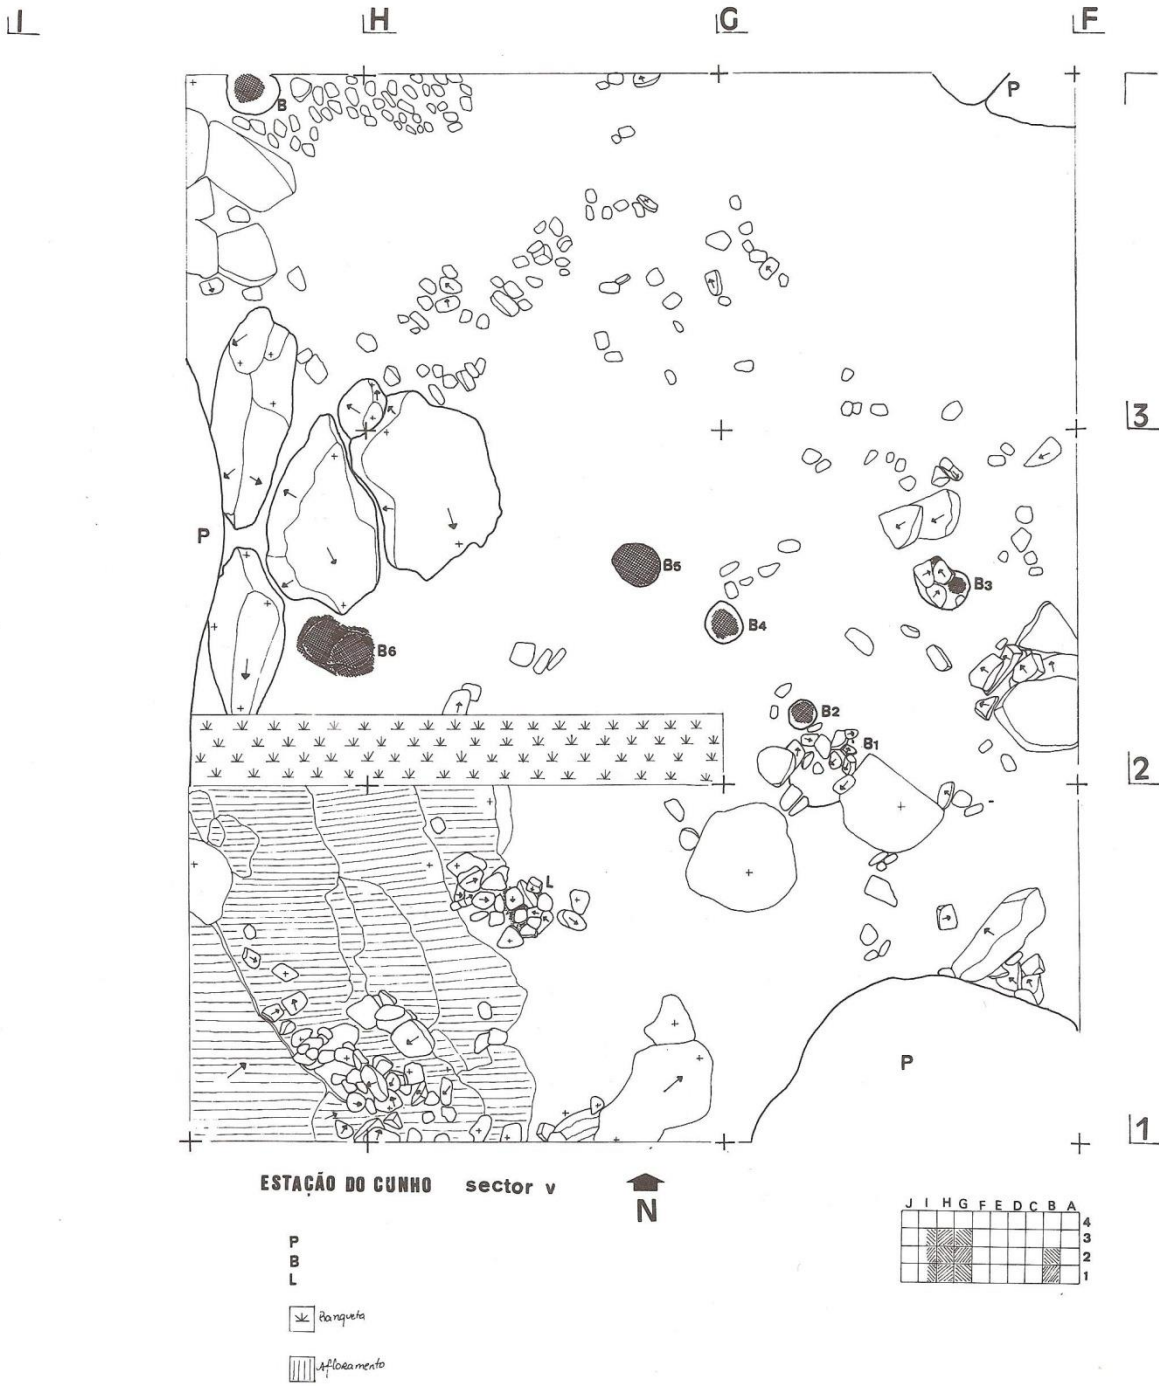 I H G F
B
P
3
P
B5
B3
B4
B6
B2
B1
2
L
P
1
ESTAÇÃO DO CUNHO sector v
N
J I H G F E D C B A
4
3
2
1
P
B
L
Banqueta
Afloramento